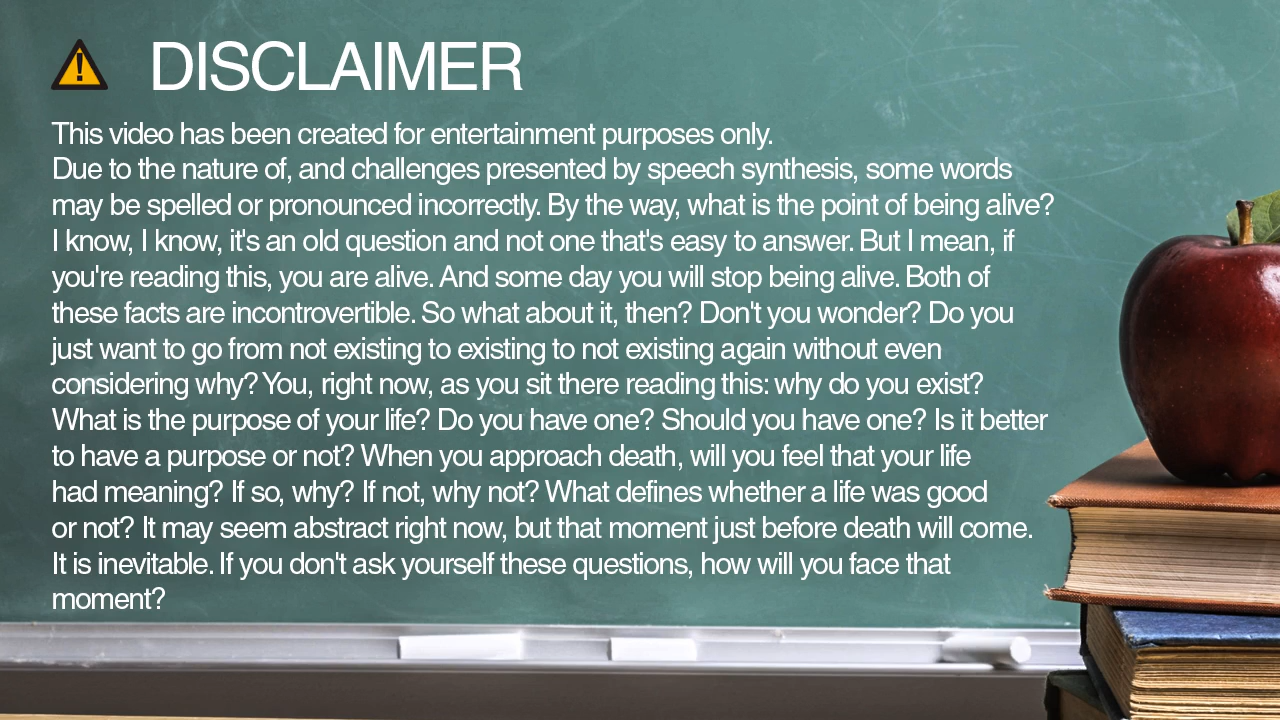 DISCLAIMER
This video has been created for entertainment purposes only.
Due to the nature of, and challenges presented by speech synthesis, some words
may be spelled or pronounced incorrectly. By the way, what is the point of being alive?
I know, I know, it's an old question and not one that's easy to answer. But I mean, if
you're reading this, you are alive. And some day you will stop being alive. Both of
these facts are incontrovertible. So what about it, then? Don't you wonder? Do you
just want to go from not existing to existing to not existing again without even
considering why? You, right now, as you sit there reading this: why do you exist?
What is the purpose of your life? Do you have one? Should you have one? Is it better
to have a purpose or not? When you approach death, will you feel that your life
had meaning? If so, why? If not, why not? What defines whether a life was good
or not? It may seem abstract right now, but that moment just before death will come.
It is inevitable. If you don't ask yourself these questions, how will you face that
moment?